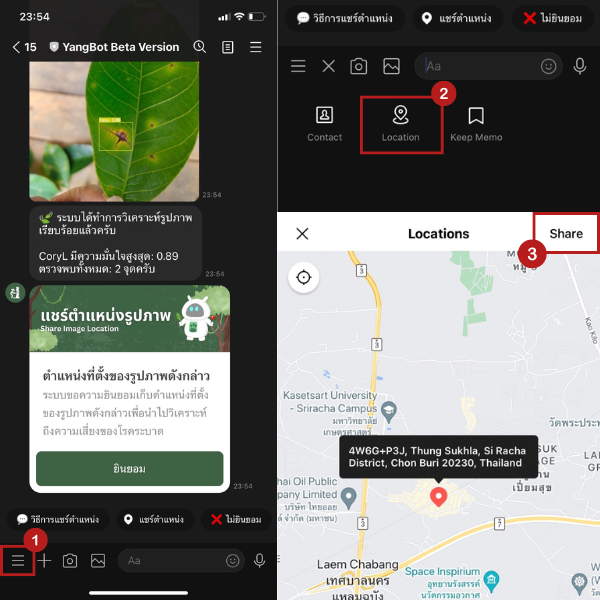 23:54
15
YangBot Beta Version
23:54
🌿 ระบบได้ทำการวิเคราะห์รูปภาพ
เรียบร้อยแล้วครับ
CoryL มีความมั่นใจสูงสุด: 0.89
ตรวจพบทั้งหมด: 2 จุดครับ
23:54
แชร์ตำแหน่งรูปภาพ
Share Image Location
ตำแหน่งที่ตั้งของรูปภาพดังกล่าว
ระบบขอความยินยอมเก็บตำแหน่งที่ตั้ง
ของรูปภาพดังกล่าวเพื่อนำไปวิเคราะห์
ถึงความเสี่ยงของโรคระบาด
ยินยอม
23:54
💬 วิธีการแชร์ตำแหน่ง
แชร์ตำแหน่ง
❌ ไม่ยินยอม
1
Aa
💬 วิธีการแชร์ตำแหน่ง
แชร์ตำแหน่ง
❌ ไม่ยินยอม
Aa
2
Contact
Location
Keep Memo
Locations
Share
3
หมู่
3
3
Kao Kilo
Kasetsart University
- Sriracha Campus
มหาวิทยาลัย
เกษตรศาสตร์...
วัดพระประ
4W6G+P3J, Thung Sukhla, Si Racha
District, Chon Buri 20230, Thailand
SUK
AGE
เปี่ยมสุข
LA
GR
hai Oil Public
pany Limited
บริษัท ไทยออยล์
จำกัด (มหาชน)
3
7
Laem Chabang
เทศบาลนคร
แหลมฉบัง
Space Inspirium
อุทยานรังสรรค์
นวัตกรรมอวกาศ
(W